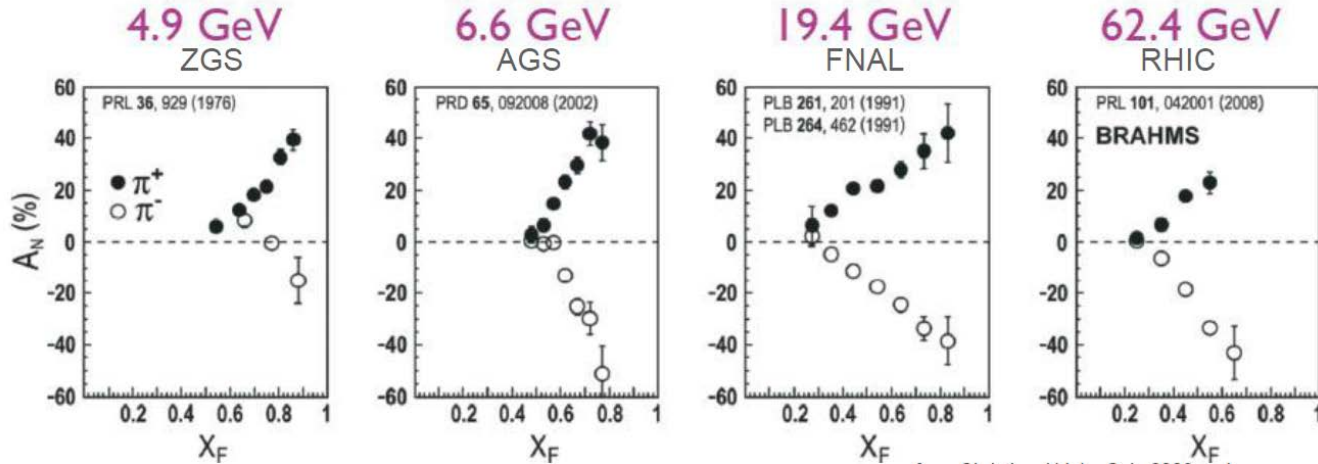 4.9 GeV
ZGS
6.6 GeV
AGS
19.4 GeV
FNAL
62.4 GeV
RHIC
A_N (%)
60
40
20
0
-20
-40
-60
PRL 36, 929 (1976)
π+
π-
0.2 0.4 0.6 0.8 1
X_F
60
40
20
0
-20
-40
-60
PRD 65, 092008 (2002)
0.2 0.4 0.6 0.8 1
X_F
60
40
20
0
-20
-40
-60
PLB 261, 201 (1991)
PLB 264, 462 (1991)
0.2 0.4 0.6 0.8 1
X_F
60
40
20
0
-20
-40
-60
PRL 101, 042001 (2008)
BRAHMS
0.2 0.4 0.6 0.8 1
X_F